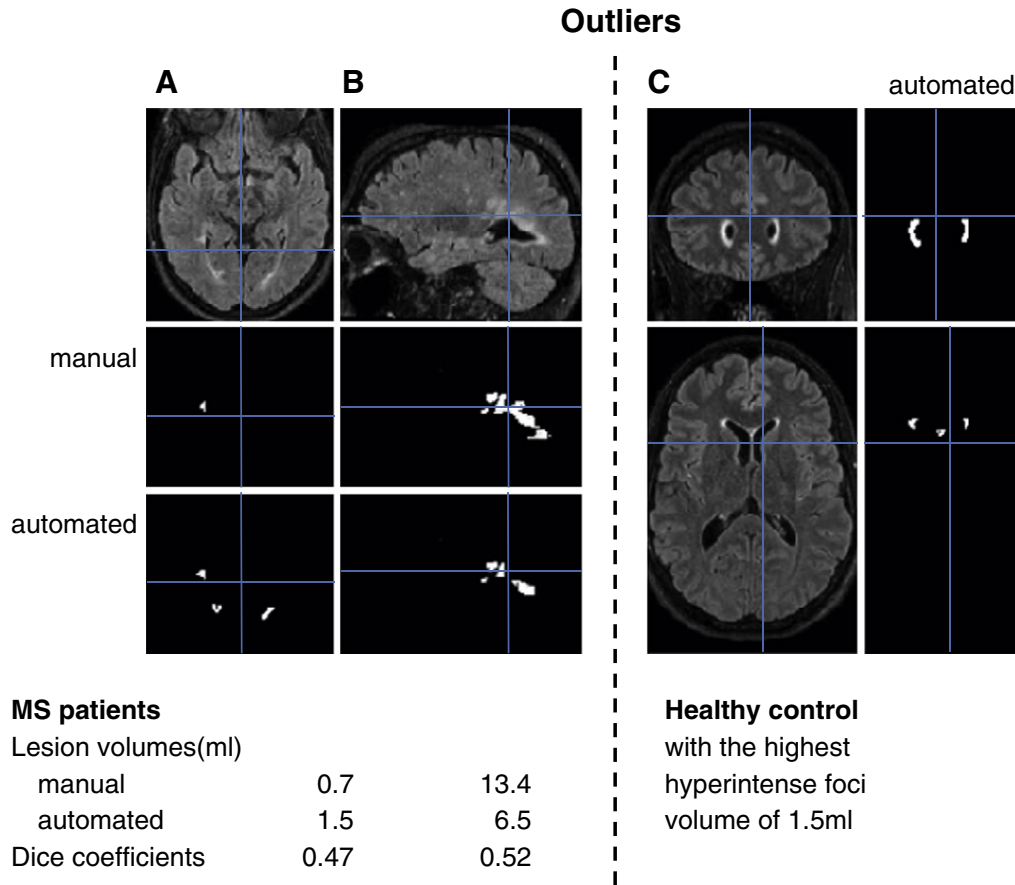 Outliers
A B C
automated
manual
automated
MS patients
Lesion volumes(ml)
manual 0.7 13.4
automated 1.5 6.5
Dice coefficients 0.47 0.52
Healthy control
with the highest
hyperintense foci
volume of 1.5ml